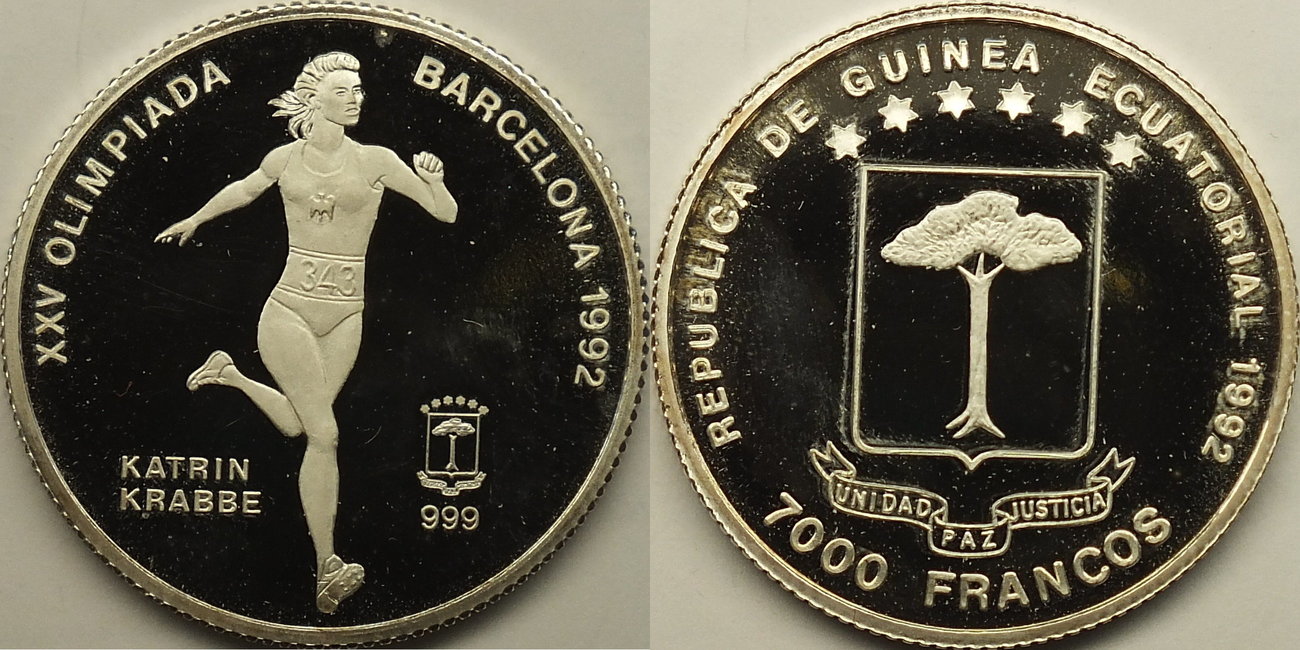 XXV OLIMPIADA BARCELONA 1992
343
KATRIN
KRABBE
999
REPUBLICA DE GUINEA ECUATORIAL 1992
UNIDAD PAZ JUSTICIA
7000 FRANCOS